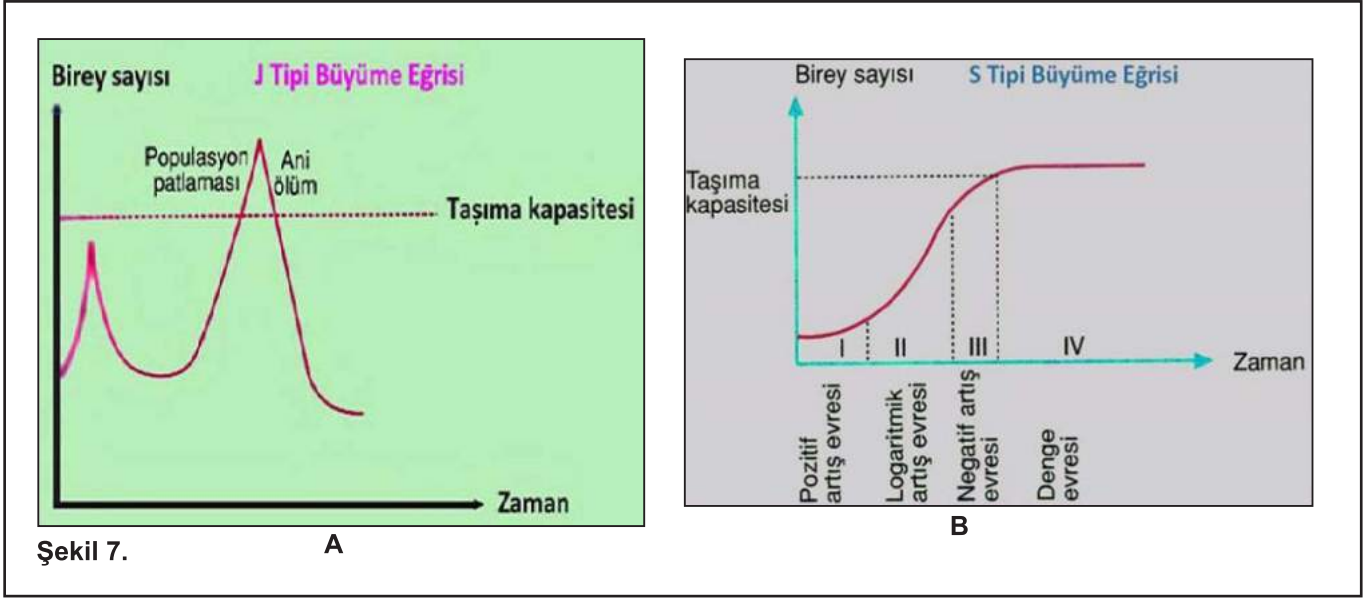 Birey sayısı
J Tipi Büyüme Eğrisi
Populasyon
patlaması
Ani
ölüm
Taşıma kapasitesi
Zaman
Şekil 7.
A
Birey sayısı
S Tipi Büyüme Eğrisi
Taşıma
kapasitesi
I
II
III
IV
Zaman
Pozitif
artış evresi
Logaritmik
artış evresi
Negatif artış
evresi
Denge
evresi
B